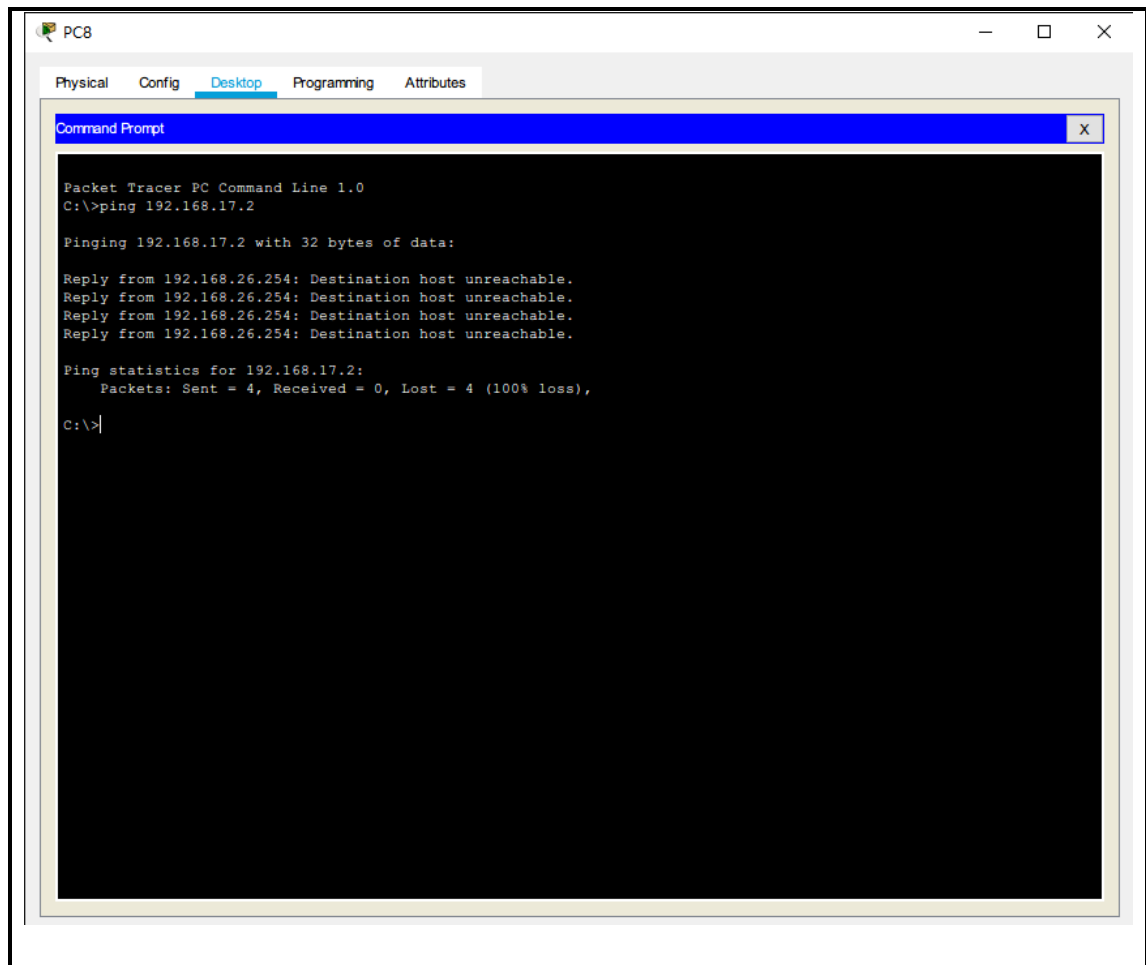 PC8
Physical Config Desktop Programming Attributes
Command Prompt X
Packet Tracer PC Command Line 1.0
C:\>ping 192.168.17.2
Pinging 192.168.17.2 with 32 bytes of data:
Reply from 192.168.26.254: Destination host unreachable.
Reply from 192.168.26.254: Destination host unreachable.
Reply from 192.168.26.254: Destination host unreachable.
Reply from 192.168.26.254: Destination host unreachable.
Ping statistics for 192.168.17.2:
    Packets: Sent = 4, Received = 0, Lost = 4 (100% loss),
C:\>